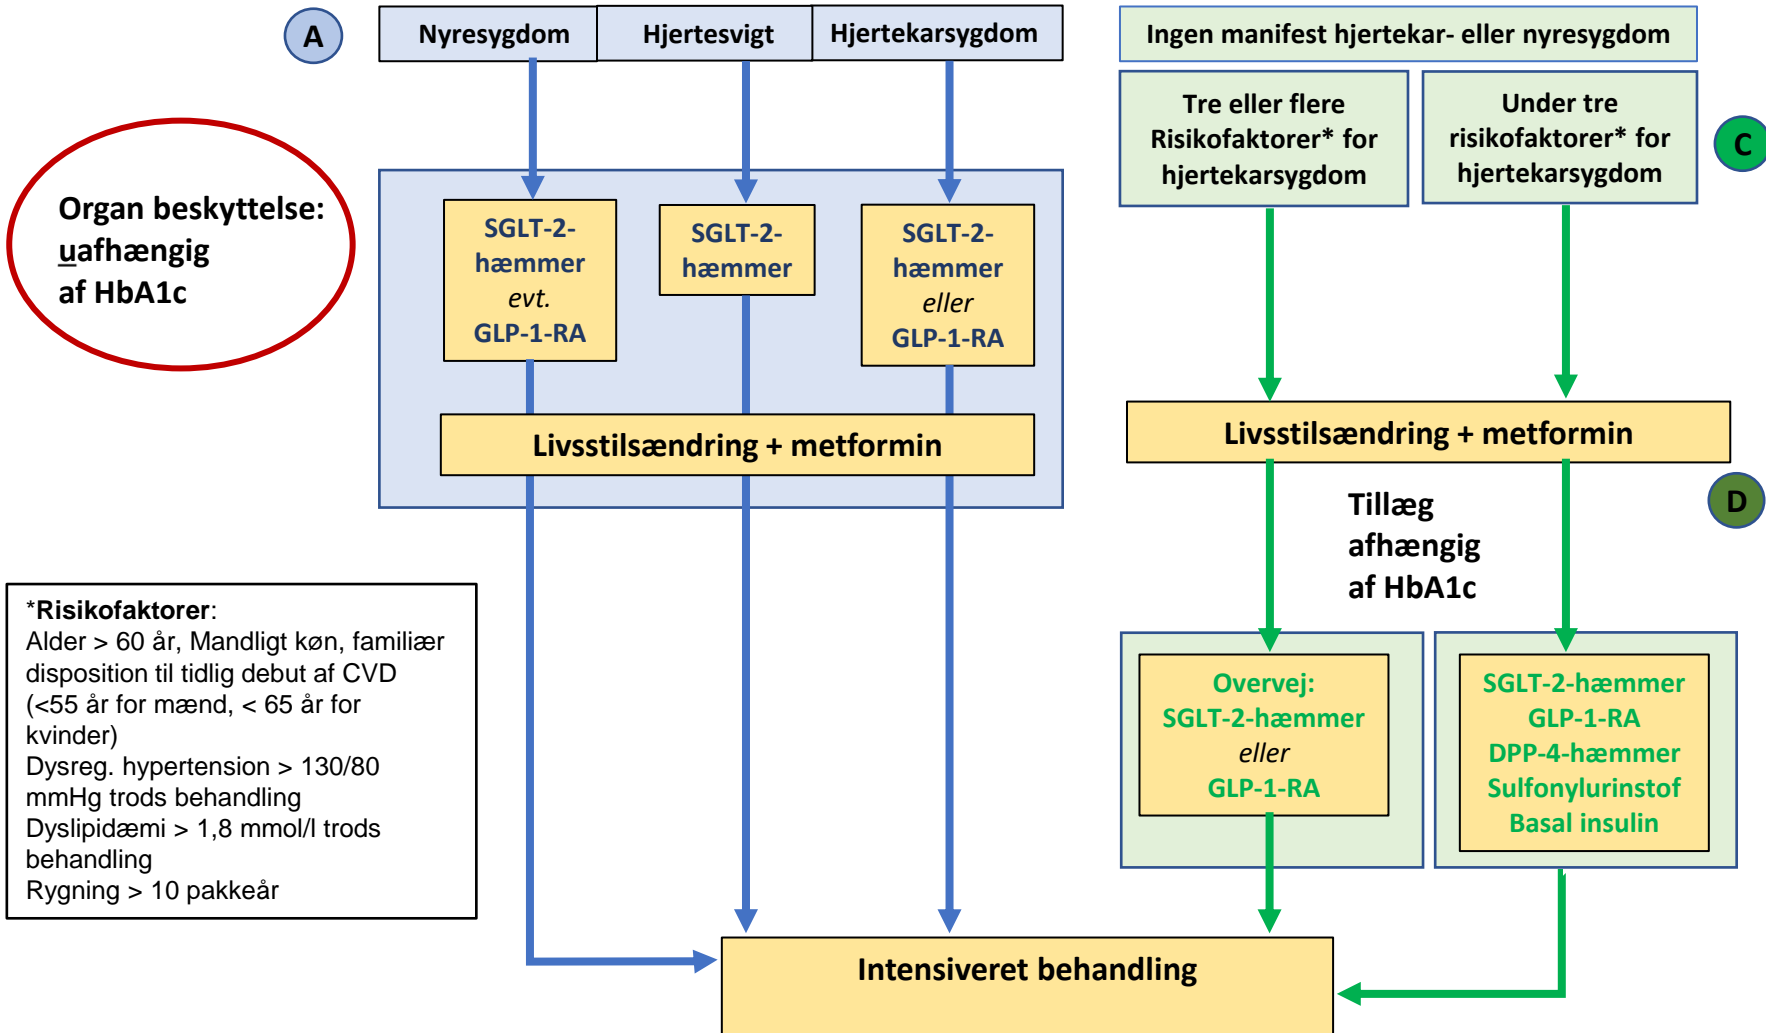 A
Nyresygdom
Hjertesvigt
Hjertekarsygdom
Ingen manifest hjertekar- eller nyresygdom
Tre eller flere
Risikofaktorer* for
hjertekarsygdom
Under tre
risikofaktorer* for
hjertekarsygdom
C
Organ beskyttelse:
uafhængig
af HbA1c
SGLT-2-
hæmmer
evt.
GLP-1-RA
SGLT-2-
hæmmer
SGLT-2-
hæmmer
eller
GLP-1-RA
Livsstilsændring + metformin
Livsstilsændring + metformin
Tillæg
afhængig
af HbA1c
D
*Risikofaktorer:
Alder > 60 år, Mandligt køn, familiær
disposition til tidlig debut af CVD
(<55 år for mænd, < 65 år for
kvinder)
Dysreg. hypertension > 130/80
mmHg trods behandling
Dyslipidæmi > 1,8 mmol/l trods
behandling
Rygning > 10 pakkeår
Overvej:
SGLT-2-hæmmer
eller
GLP-1-RA
SGLT-2-hæmmer
GLP-1-RA
DPP-4-hæmmer
Sulfonylurinstof
Basal insulin
Intensiveret behandling